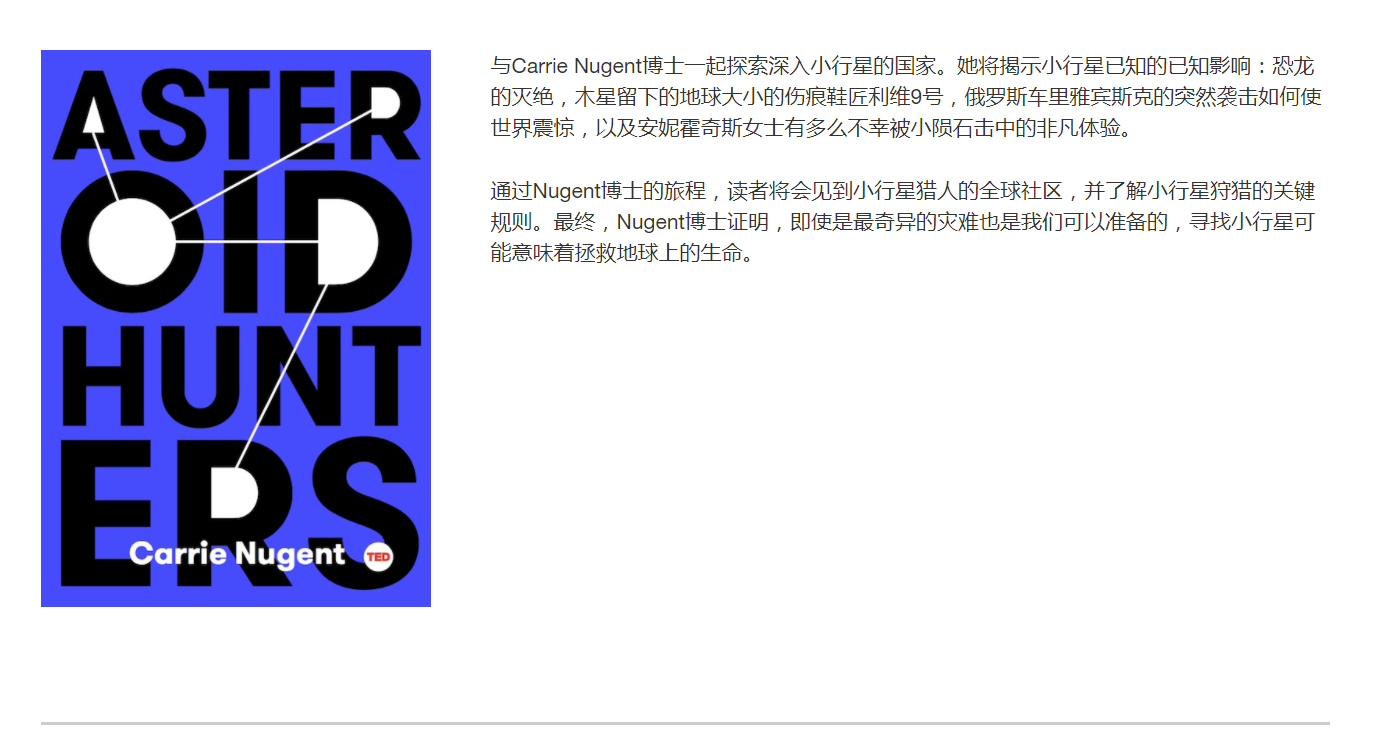 ASTER
OID
HUNT
ERS
Carrie Nugent TED
与Carrie Nugent博士一起探索深入小行星的国家。她将揭示小行星已知的已知影响：恐龙
的灭绝，木星留下的地球大小的伤痕鞋匠利维9号，俄罗斯车里雅宾斯克的突然袭击如何使
世界震惊，以及安妮霍奇斯女士有多么不幸被小陨石击中的非凡体验。
通过Nugent博士的旅程，读者将会见到小行星猎人的全球社区，并了解小行星狩猎的关键
规则。最终，Nugent博士证明，即使是最奇异的灾难也是我们可以准备的，寻找小行星可
能意味着拯救地球上的生命。